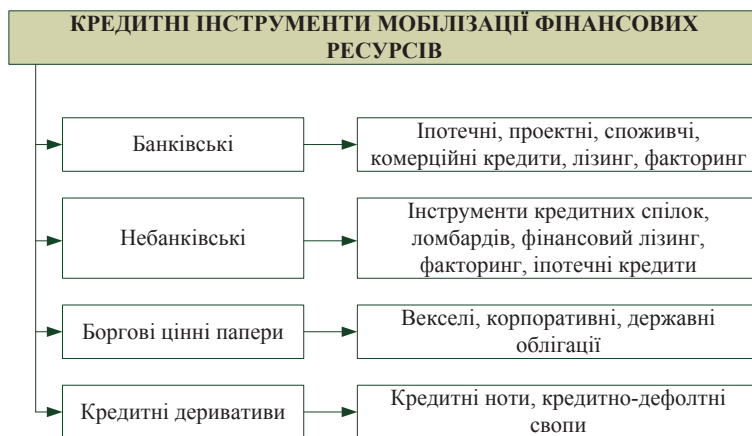 КРЕДИТНІ ІНСТРУМЕНТИ МОБІЛІЗАЦІЇ ФІНАНСОВИХ
РЕСУРСІВ
Банківські
Іпотечні, проектні, споживчі,
комерційні кредити, лізинг, факторинг
Небанківські
Інструменти кредитних спілок,
ломбардів, фінансовий лізинг,
факторинг, іпотечні кредити
Боргові цінні папери
Векселі, корпоративні, державні
облігації
Кредитні деривативи
Кредитні ноти, кредитно-дефолтні
свопи